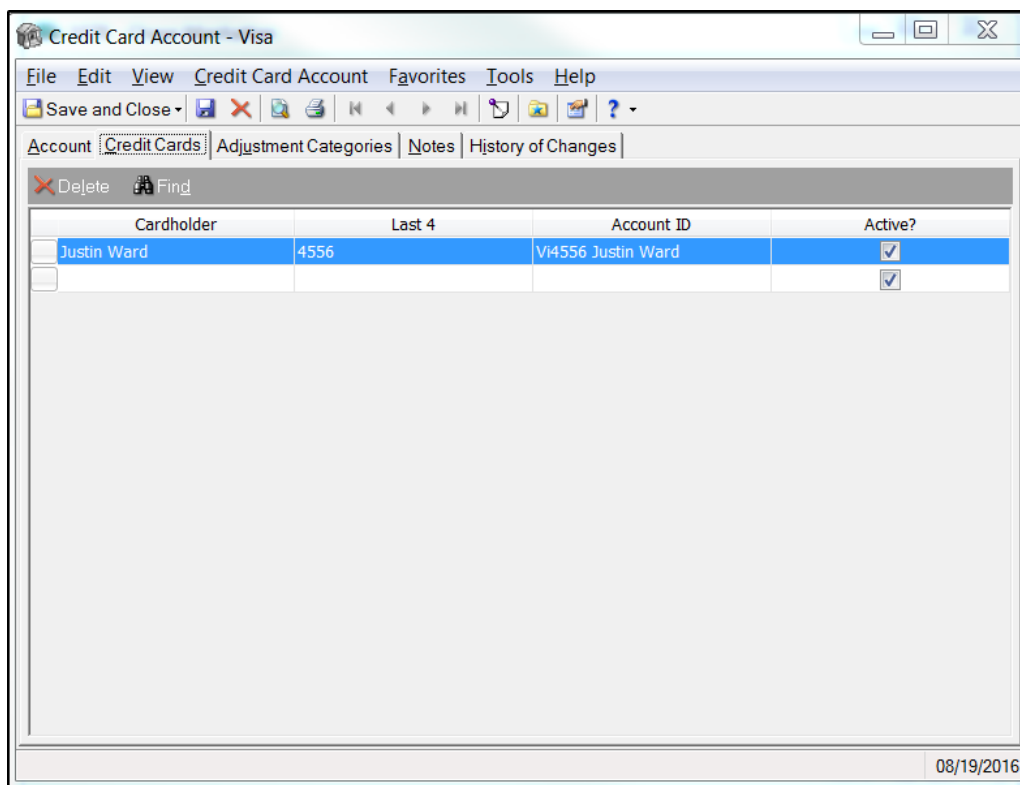 Credit Card Account - Visa
File Edit View Credit Card Account Favorites Tools Help
Save and Close ?
Account Credit Cards Adjustment Categories Notes History of Changes
Delete Find
Cardholder Last 4 Account ID Active?
Justin Ward 4556 Vi4556 Justin Ward
08/19/2016